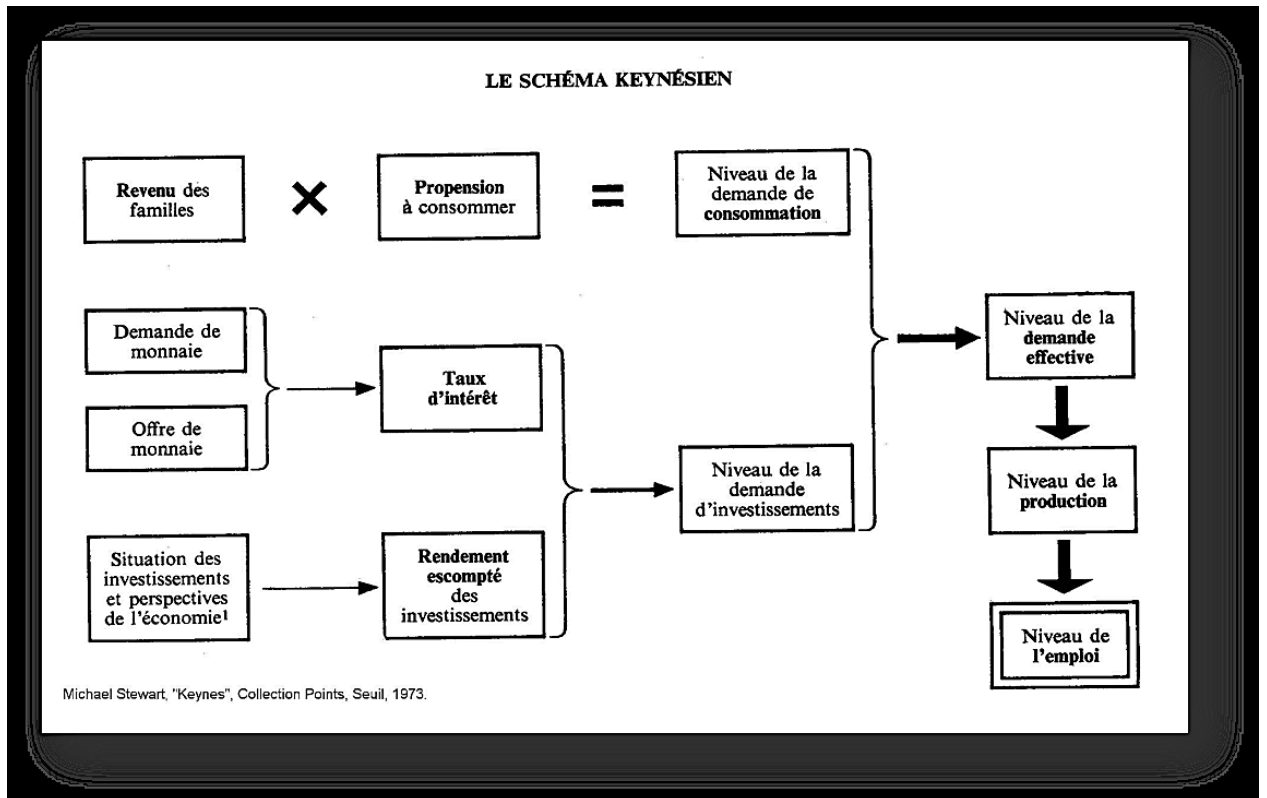 LE SCHÉMA KEYNÉSIEN
Revenu des
familles
×
Propension
à consommer
=
Niveau de la
demande de
consommation
Demande de
monnaie
Offre de
monnaie
Taux
d'intérêt
Situation des
investissements
et perspectives
de l'économie¹
Rendement
escompté
des
investissements
Niveau de la
demande
d'investissements
Niveau de la
demande
effective
Niveau de la
production
Niveau de
l'emploi
Michael Stewart, "Keynes", Collection Points, Seuil, 1973.